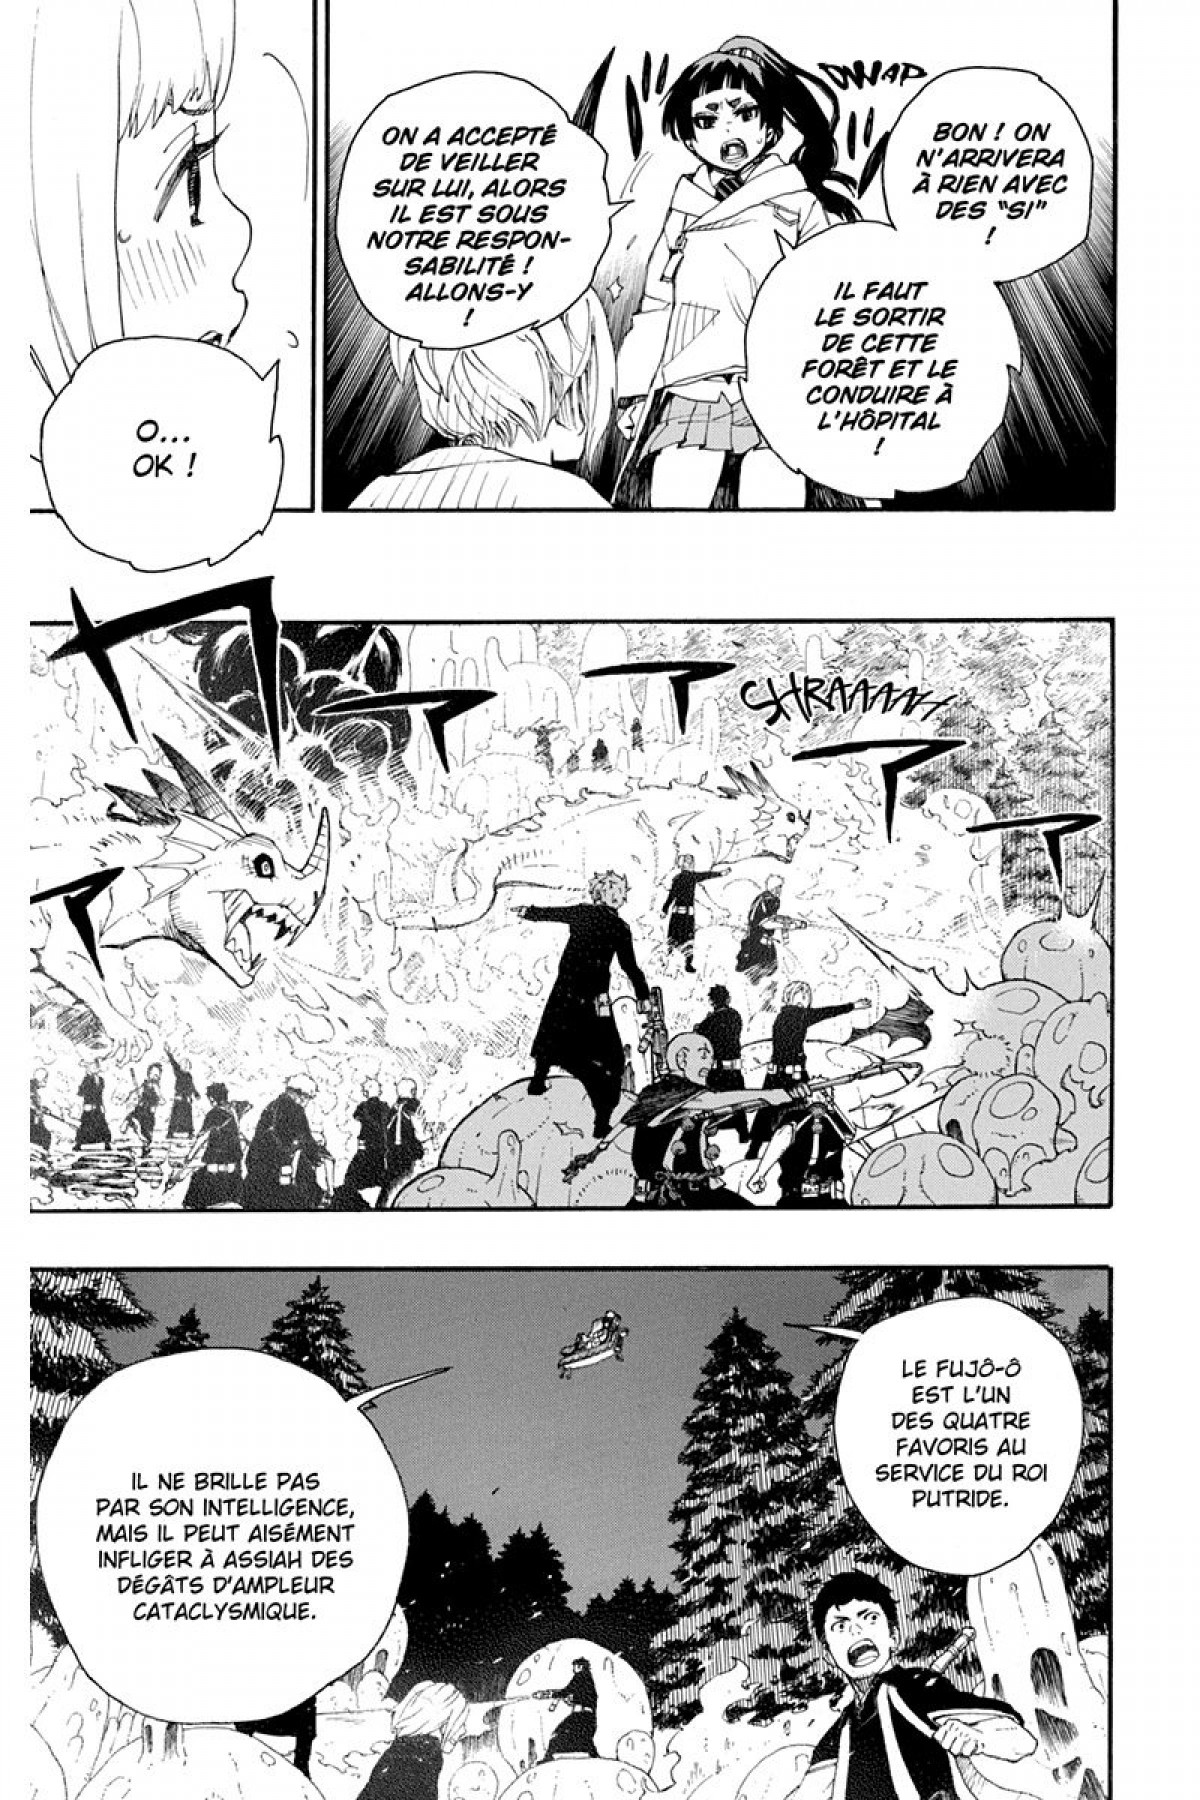 DWAP
BON ! ON
N'ARRIVERA
À RIEN AVEC
DES "SI"
!
IL FAUT
LE SORTIR
DE CETTE
FORÊT ET LE
CONDUIRE À
L'HÔPITAL
!
ON A ACCEPTÉ
DE VEILLER
SUR LUI, ALORS
IL EST SOUS
NOTRE RESPON-
SABILITÉ !
ALLONS-Y
!
O...
OK !
SHRAAAAAH
LE FUJÔ-Ô
EST L'UN
DES QUATRE
FAVORIS AU
SERVICE DU ROI
PUTRIDE.
IL NE BRILLE PAS
PAR SON INTELLIGENCE,
MAIS IL PEUT AISÉMENT
INFLIGER À ASSIAH DES
DÉGÂTS D'AMPLEUR
CATACLYSMIQUE.